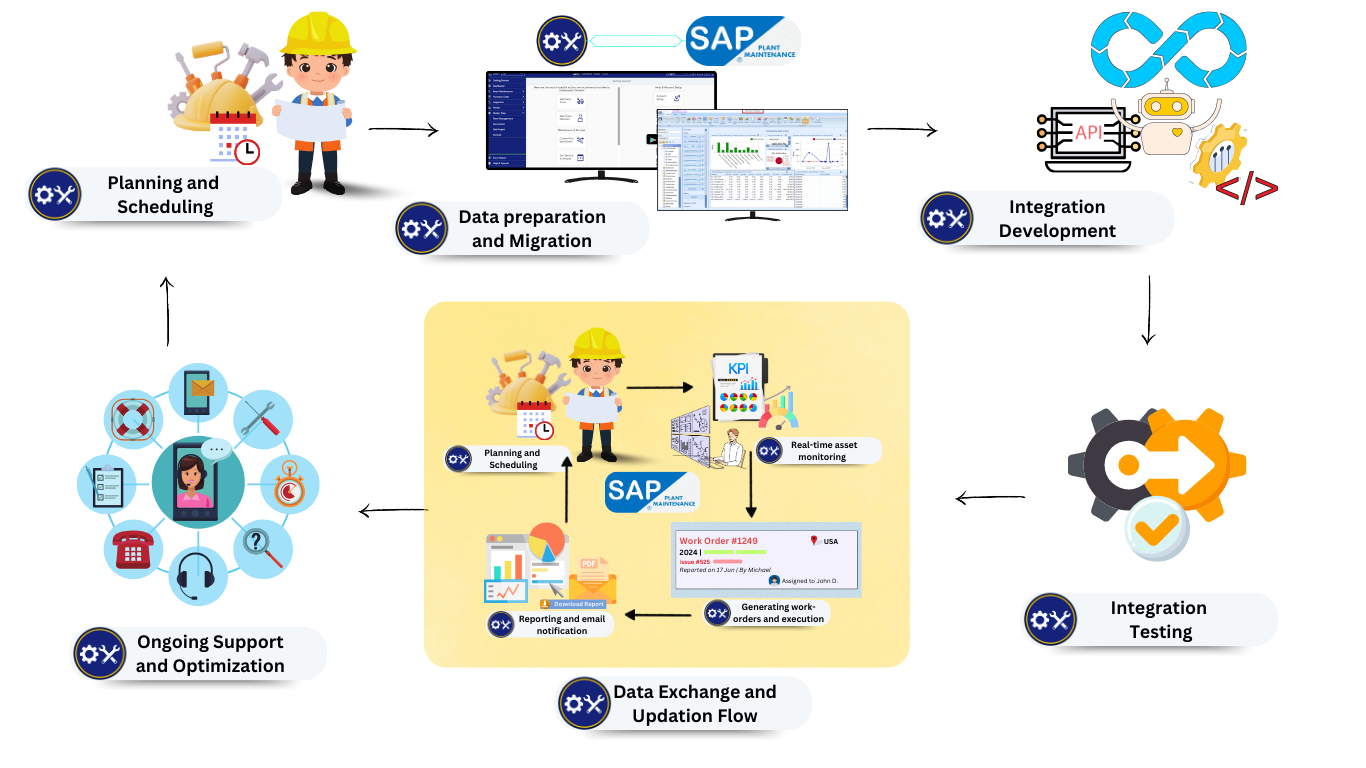 SAP
PLANT
MAINTENANCE
®
Planning and
Scheduling
Data preparation
and Migration
API
</>
Integration
Development
KPI
Planning and
Scheduling
Real-time asset
monitoring
SAP
PLANT
MAINTENANCE
®
Work Order #1249
USA
2024 |
Issue #525
Reported on 17 Jun | By Michael
Assigned to John D.
PDF
Download Report
Reporting and email
notification
Generating work-
orders and execution
Integration
Testing
Ongoing Support
and Optimization
Data Exchange and
Updation Flow